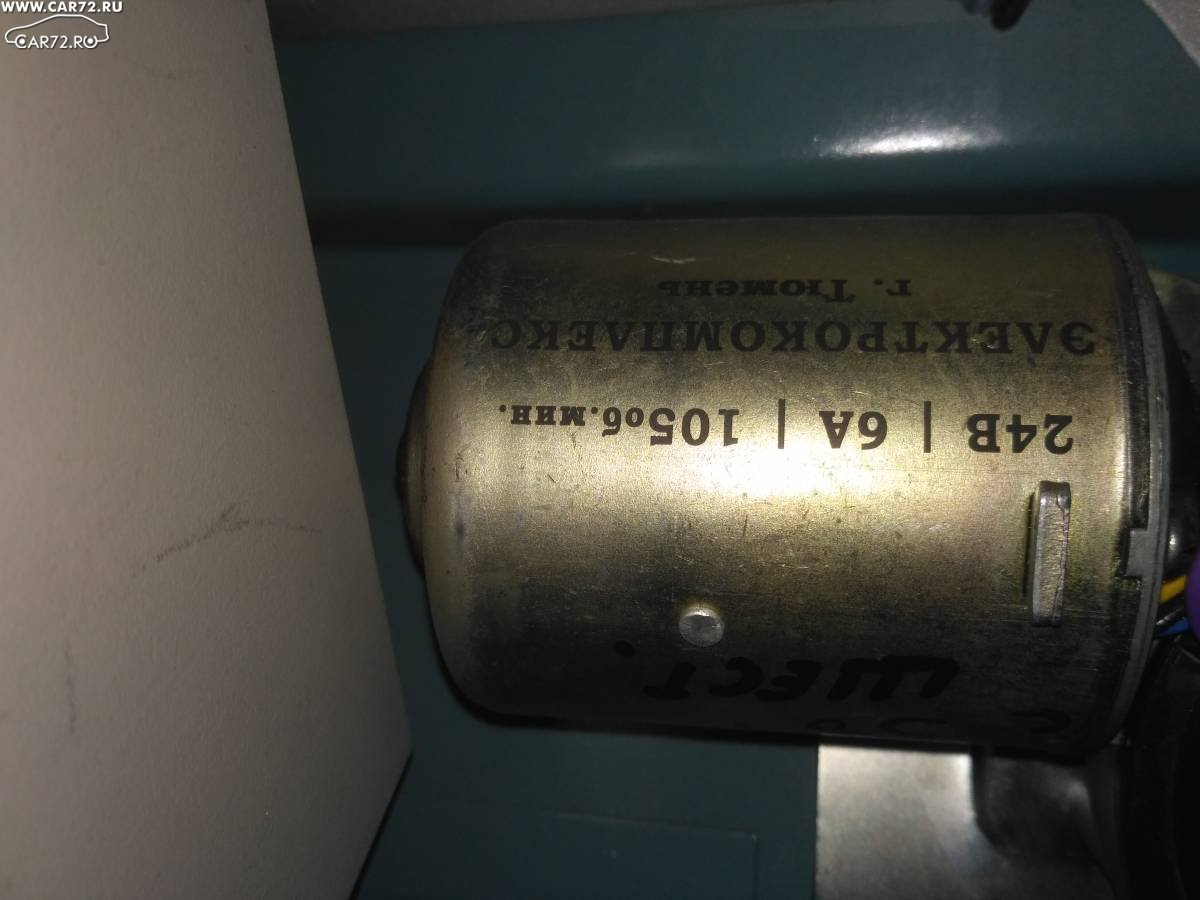 WWW.CAR72.RU
CAR72.RU
24В | 6А | 105об.мин.
ЭЛЕКТРОКОМПЛЕКС
г. Тюмень